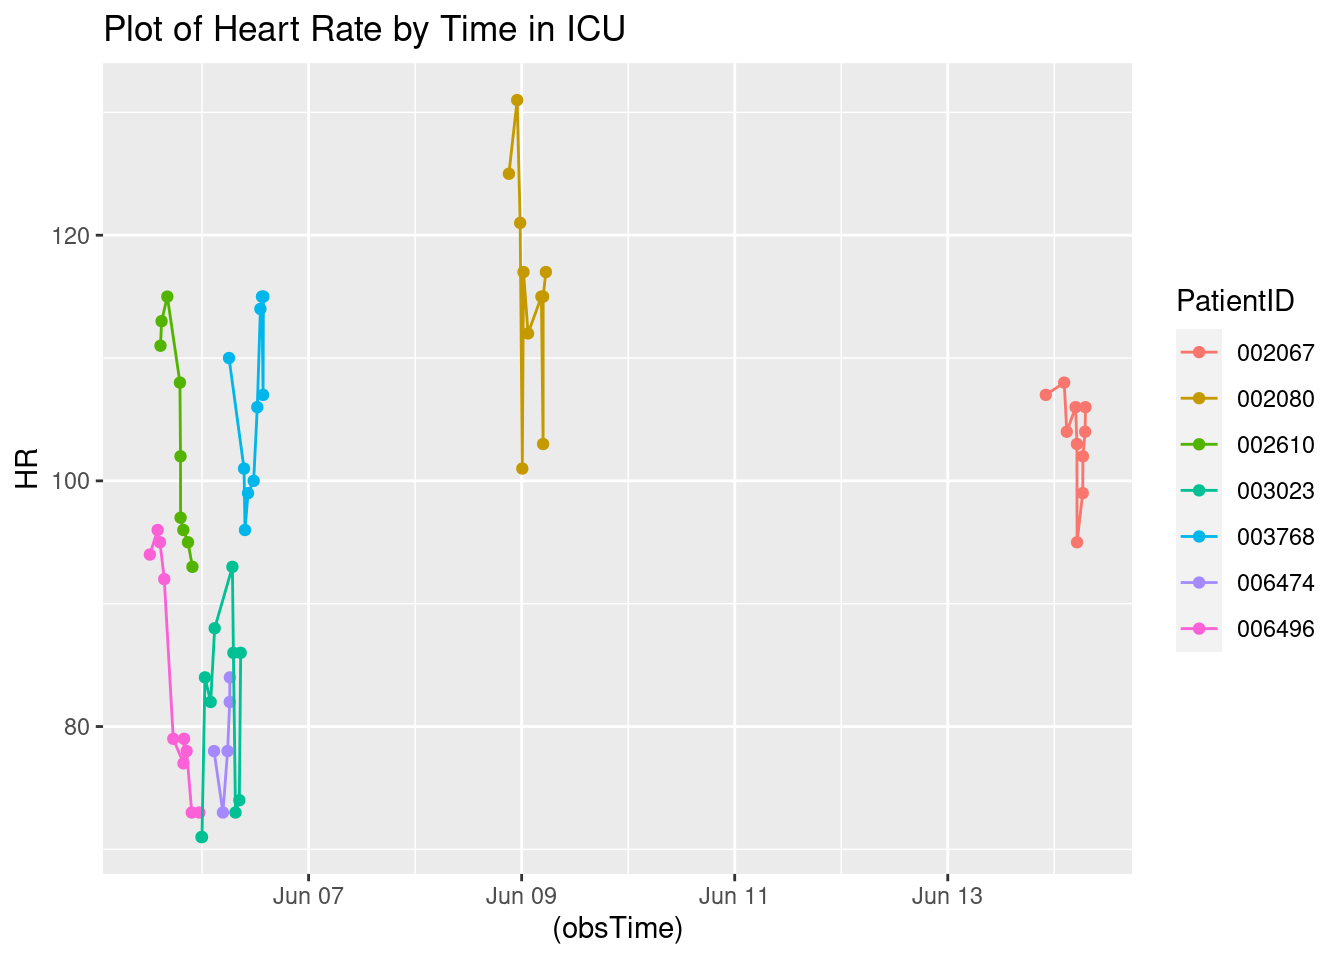 Plot of Heart Rate by Time in ICU
HR
120
100
80
Jun 07
Jun 09
Jun 11
Jun 13
(obsTime)
PatientID
002067
002080
002610
003023
003768
006474
006496